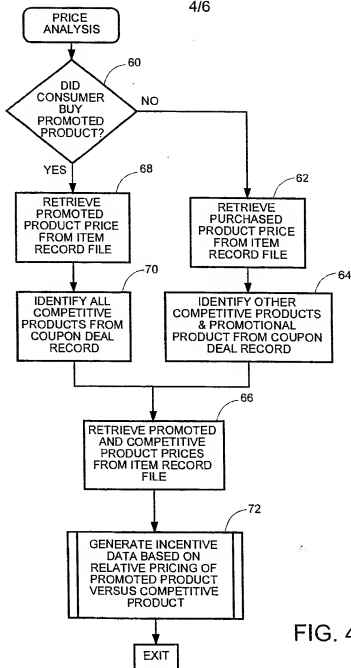 4/6
PRICE
ANALYSIS
60
DID
CONSUMER
BUY
PROMOTED
PRODUCT?
NO
YES
68
RETRIEVE
PROMOTED
PRODUCT PRICE
FROM ITEM
RECORD FILE
62
RETRIEVE
PURCHASED
PRODUCT PRICE
FROM ITEM
RECORD FILE
70
IDENTIFY ALL
COMPETITIVE
PRODUCTS FROM
COUPON DEAL
RECORD
64
IDENTIFY OTHER
COMPETITIVE PRODUCTS
& PROMOTIONAL
PRODUCT FROM COUPON
DEAL RECORD
66
RETRIEVE PROMOTED
AND COMPETITIVE
PRODUCT PRICES
FROM ITEM RECORD
FILE
72
GENERATE INCENTIVE
DATA BASED ON
RELATIVE PRICING OF
PROMOTED PRODUCT
VERSUS COMPETITIVE
PRODUCT
EXIT
FIG. 4